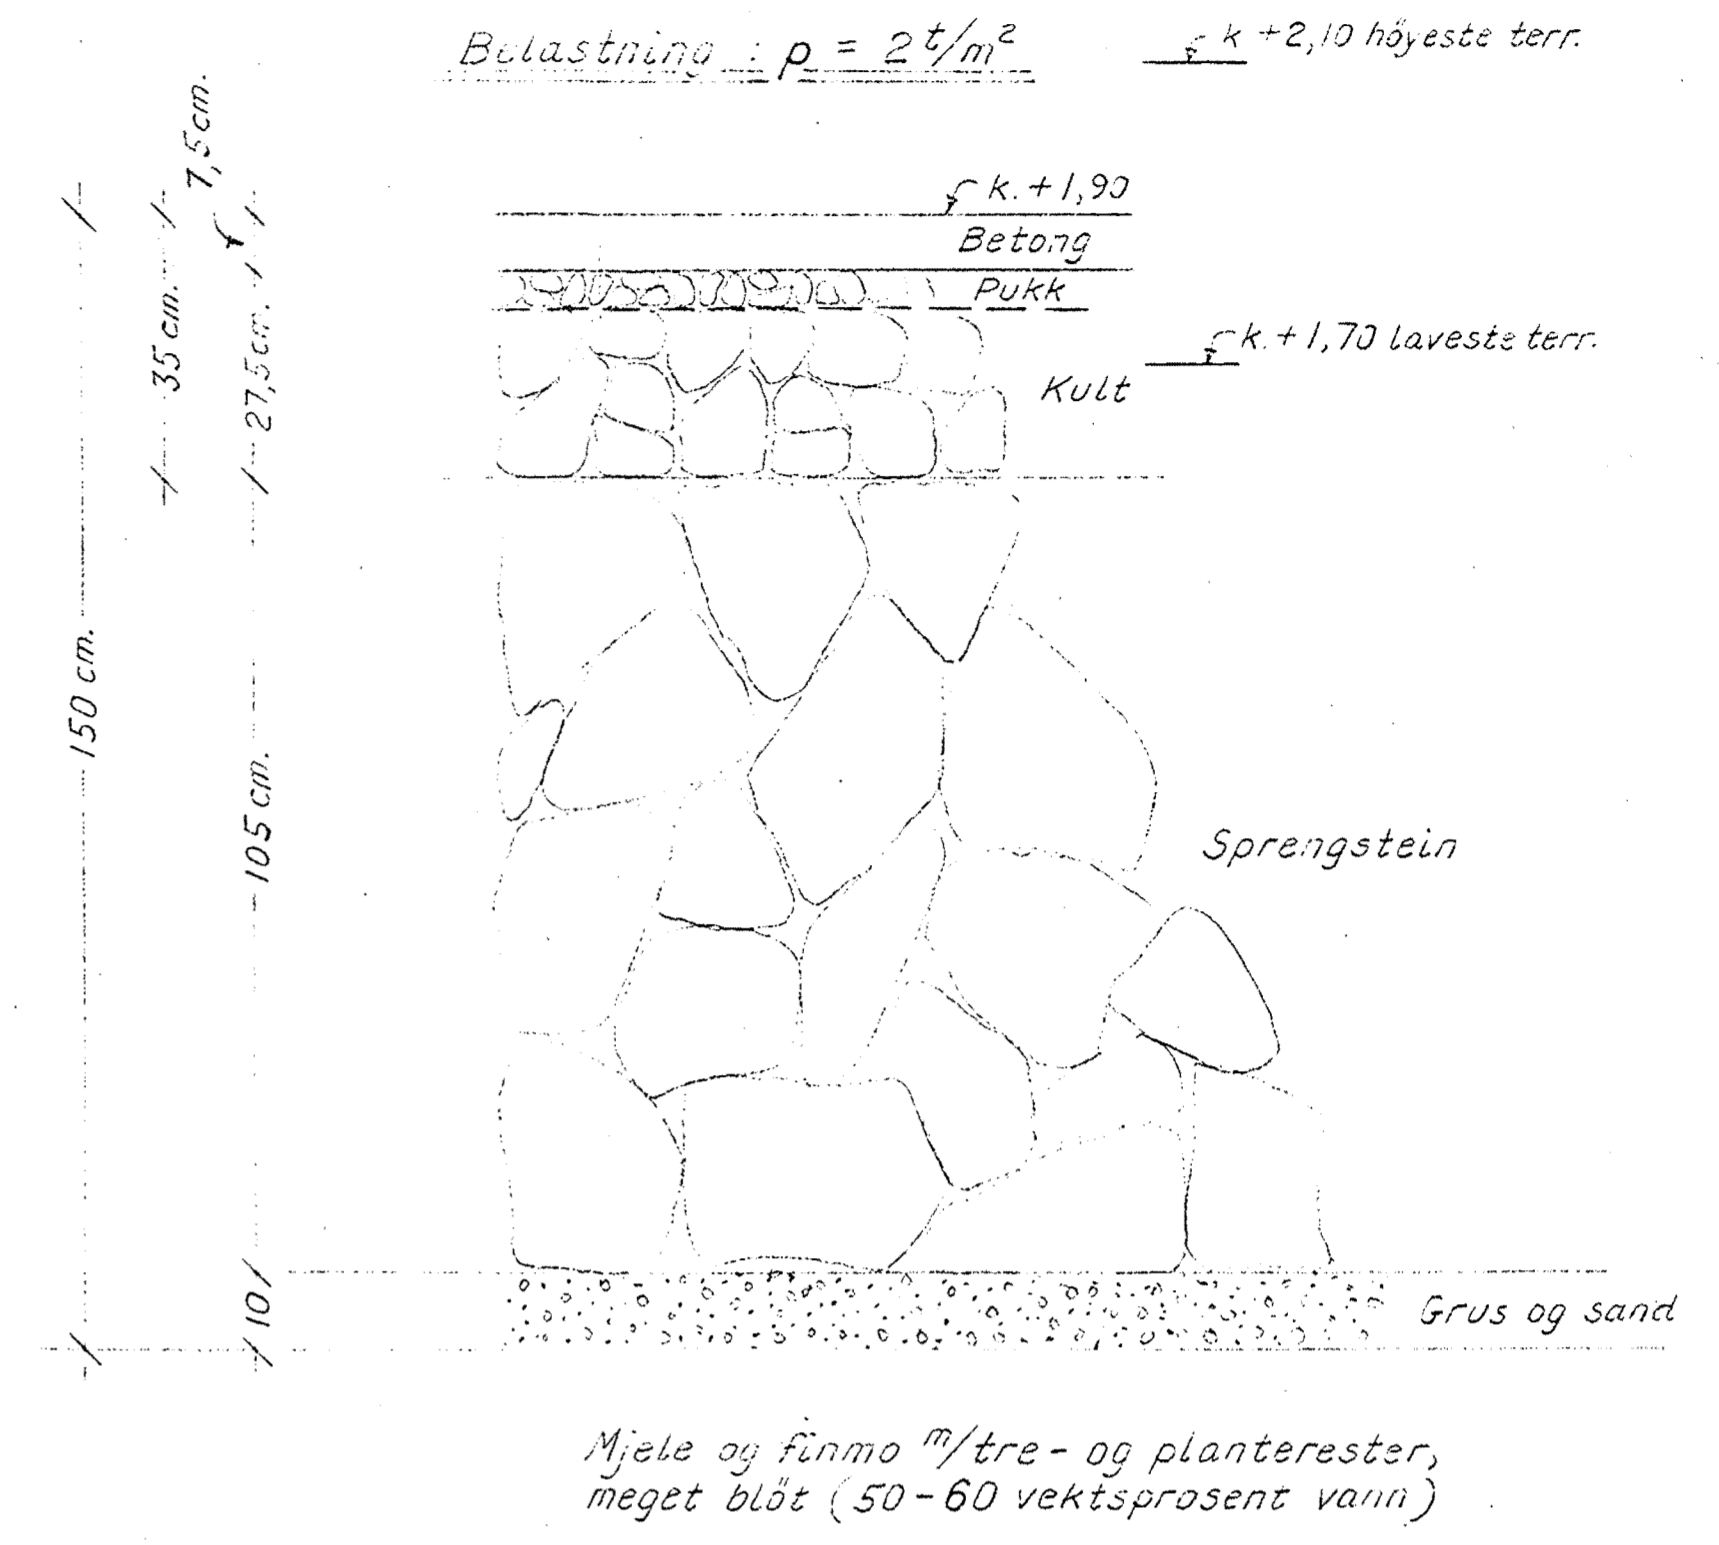 Belastning : p = 2 t/m²
k +2,10 höyeste terr.
7,5 cm.
k. +1,90
Betong
Pukk
k. +1,70 laveste terr.
35 cm.
27,5 cm.
Kult
150 cm.
105 cm.
Sprengstein
10
Grus og sand
Mjele og finmo m/tre- og planterester,
meget blöt (50-60 vektsprosent vann)